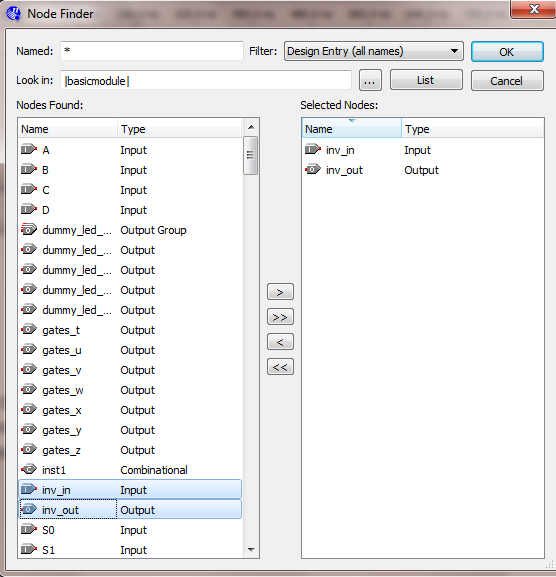 Node Finder
Named: * Filter: Design Entry (all names) OK
Look in: |basicmodule| ... List Cancel
Nodes Found: Selected Nodes:
Name Type Name Type
A Input inv_in Input
B Input inv_out Output
C Input
D Input
dummy_led_... Output Group
dummy_led_... Output
dummy_led_... Output
dummy_led_... Output
dummy_led_... Output
gates_t Output
gates_u Output
gates_v Output
gates_w Output
gates_x Output
gates_y Output
gates_z Output
inst1 Combinational
inv_in Input
inv_out Output
S0 Input
S1 Input
>
>>
<
<<